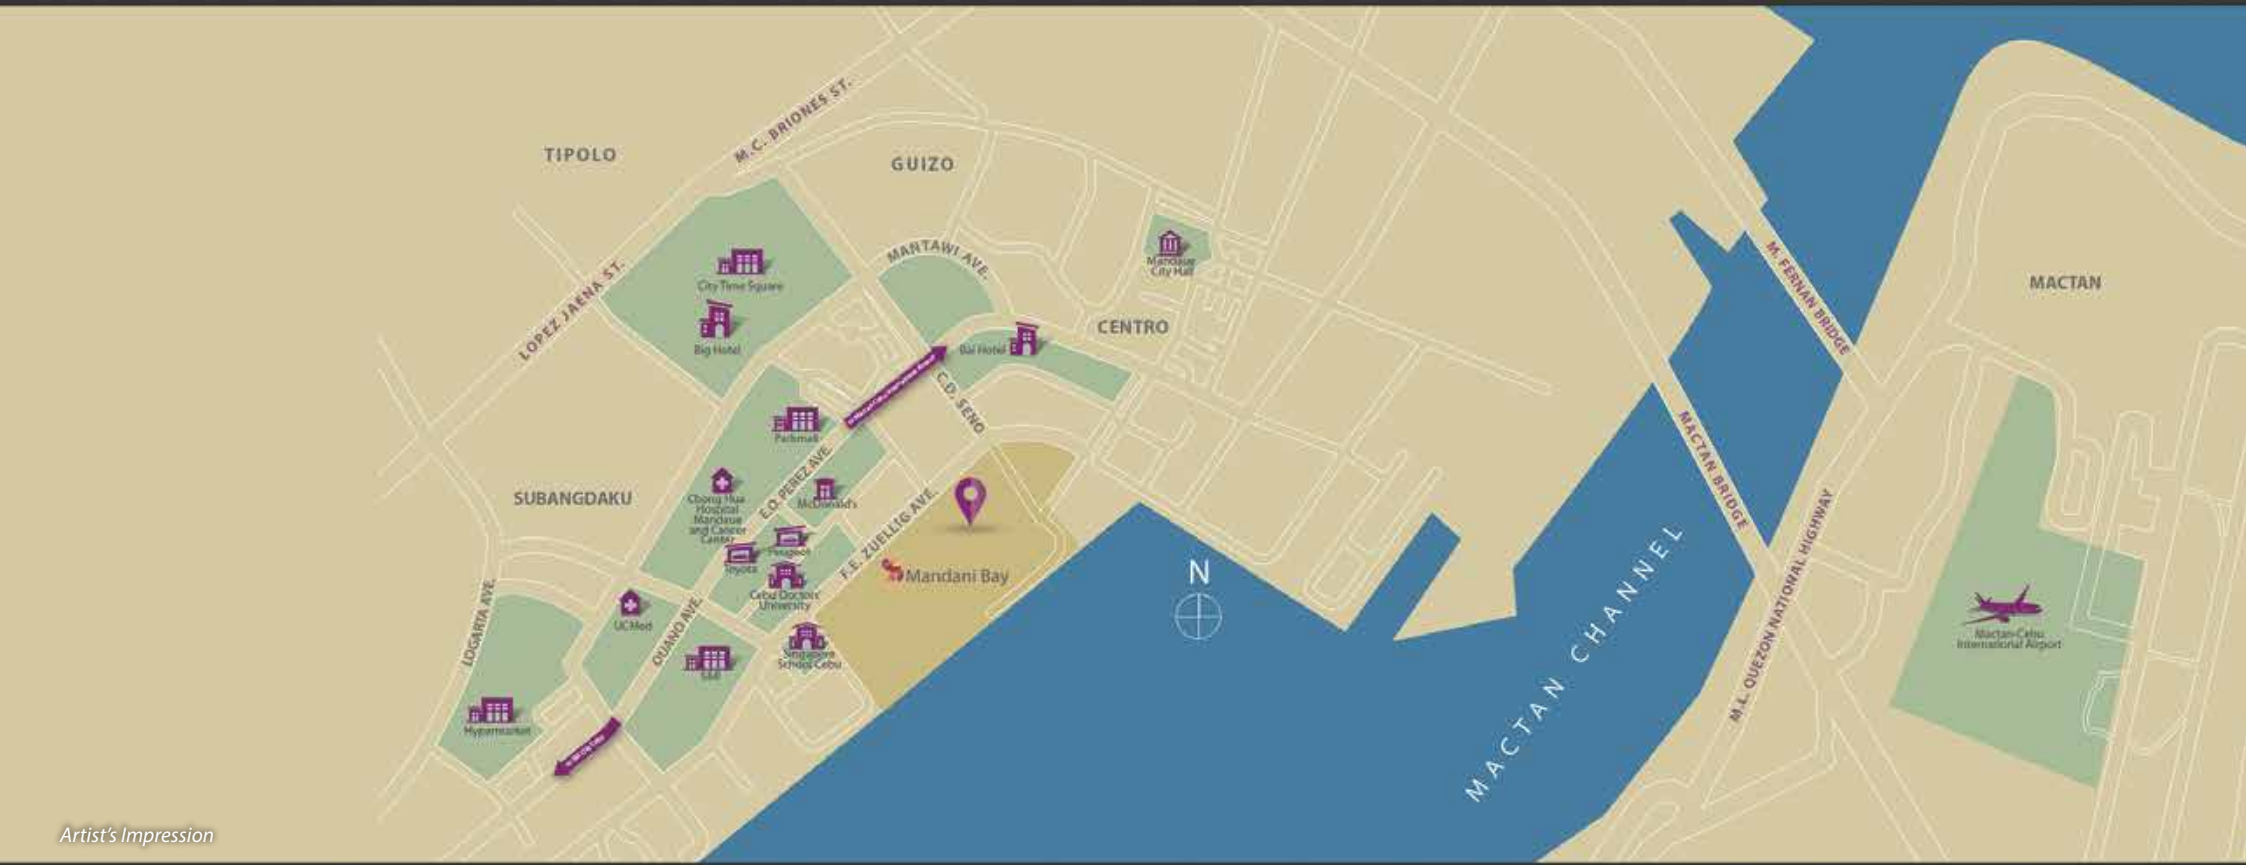 M.C. BRIONES ST.
TIPOLO
GUIZO
MANTAWI AVE.
Mandaue
City Hall
LOPEZ JAENA ST.
City Time Square
Big Hotel
CENTRO
Bai Hotel
M. FERNAN BRIDGE
MACTAN
C.D. SENO
Parkmall
E.O. PEREZ AVE.
MACTAN BRIDGE
SUBANGDAKU
Chong Hua
Hospital
Mandaue
and Cancer
Center
McDonald's
F.E. ZUELLIG AVE.
Peugeot
Toyota
Cebu Doctors'
University
Mandani Bay
N
MACTAN CHANNEL
M.L. QUEZON NATIONAL HIGHWAY
LOGARTA AVE.
UCMed
OUANO AVE.
S&R
Singapore
School Cebu
Mactan-Cebu
International Airport
Hypermarket
Artist's Impression